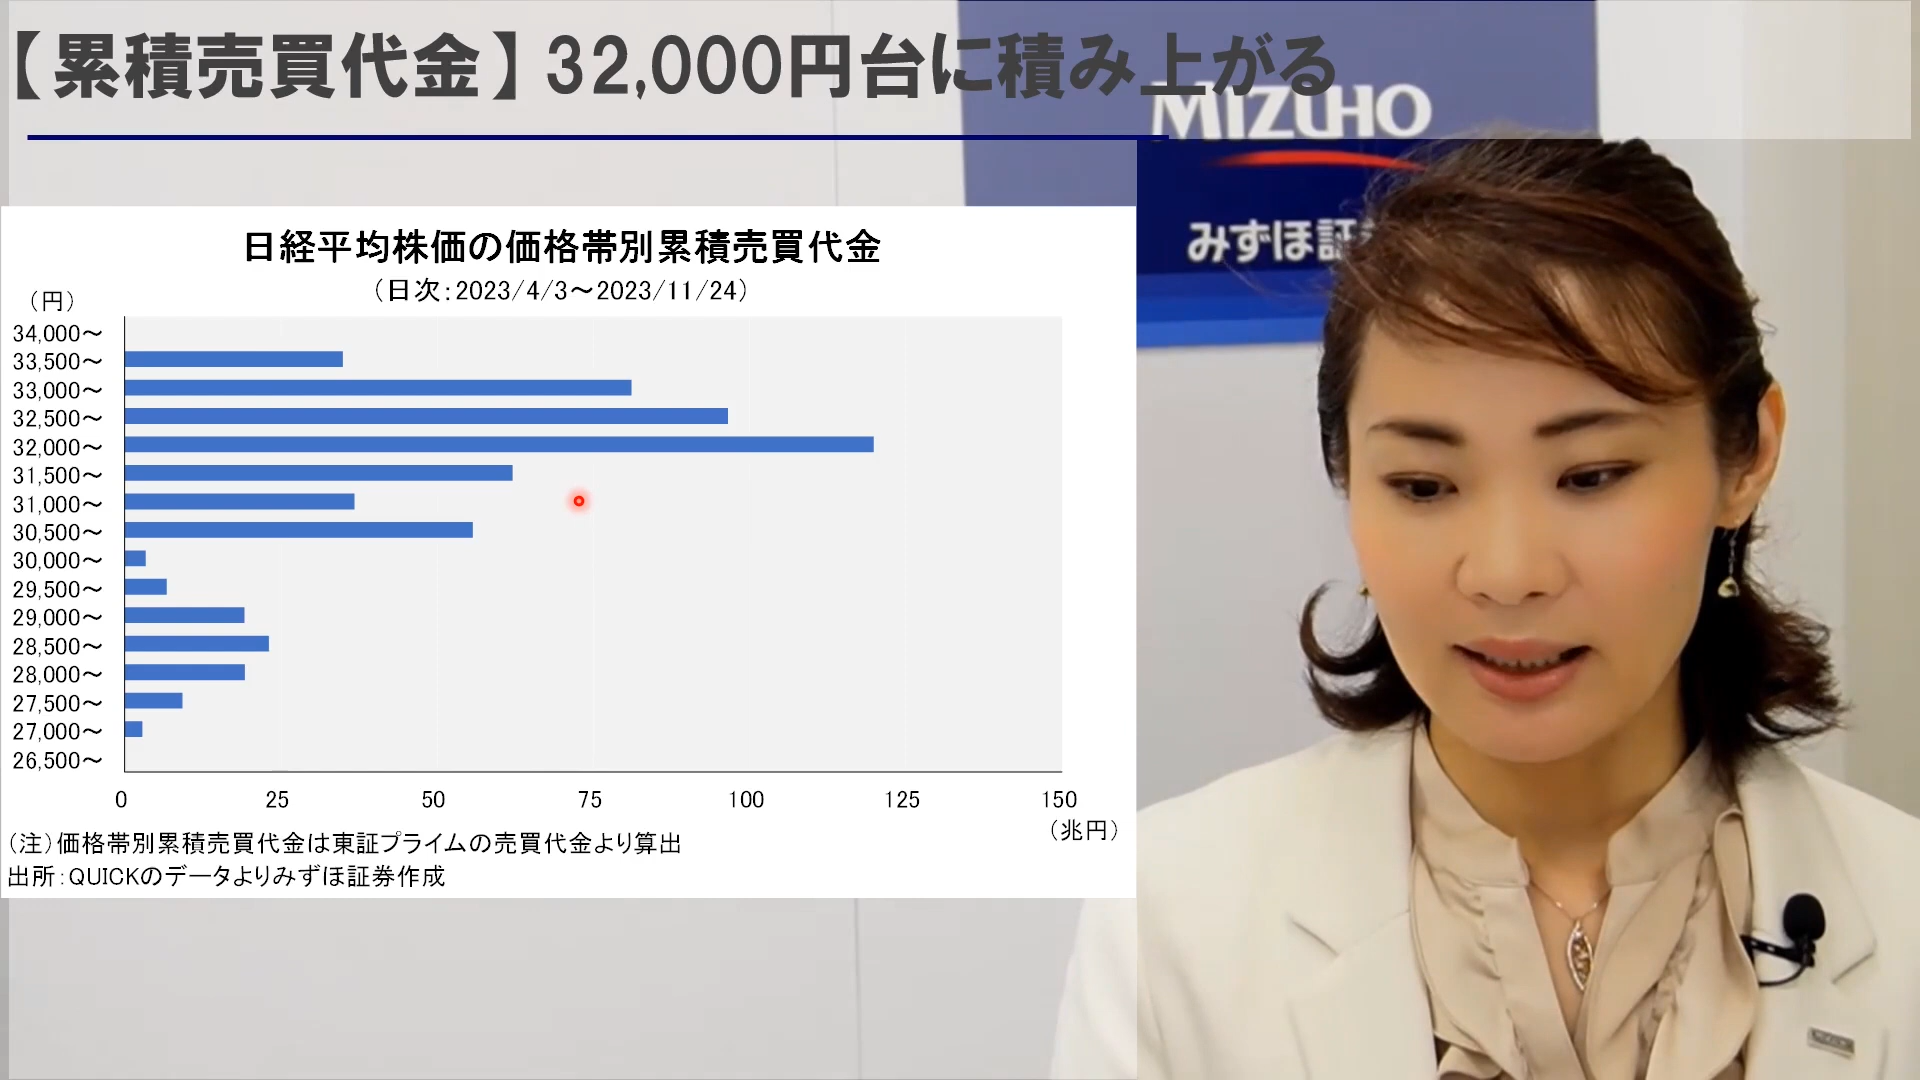 【累積売買代金】32,000円台に積み上がる
MIZUHO
みずほ証
日経平均株価の価格帯別累積売買代金
（日次：2023/4/3～2023/11/24）
（円）
34,000～
33,500～
33,000～
32,500～
32,000～
31,500～
31,000～
30,500～
30,000～
29,500～
29,000～
28,500～
28,000～
27,500～
27,000～
26,500～
0 25 50 75 100 125 150
（兆円）
（注）価格帯別累積売買代金は東証プライムの売買代金より算出
出所：QUICKのデータよりみずほ証券作成